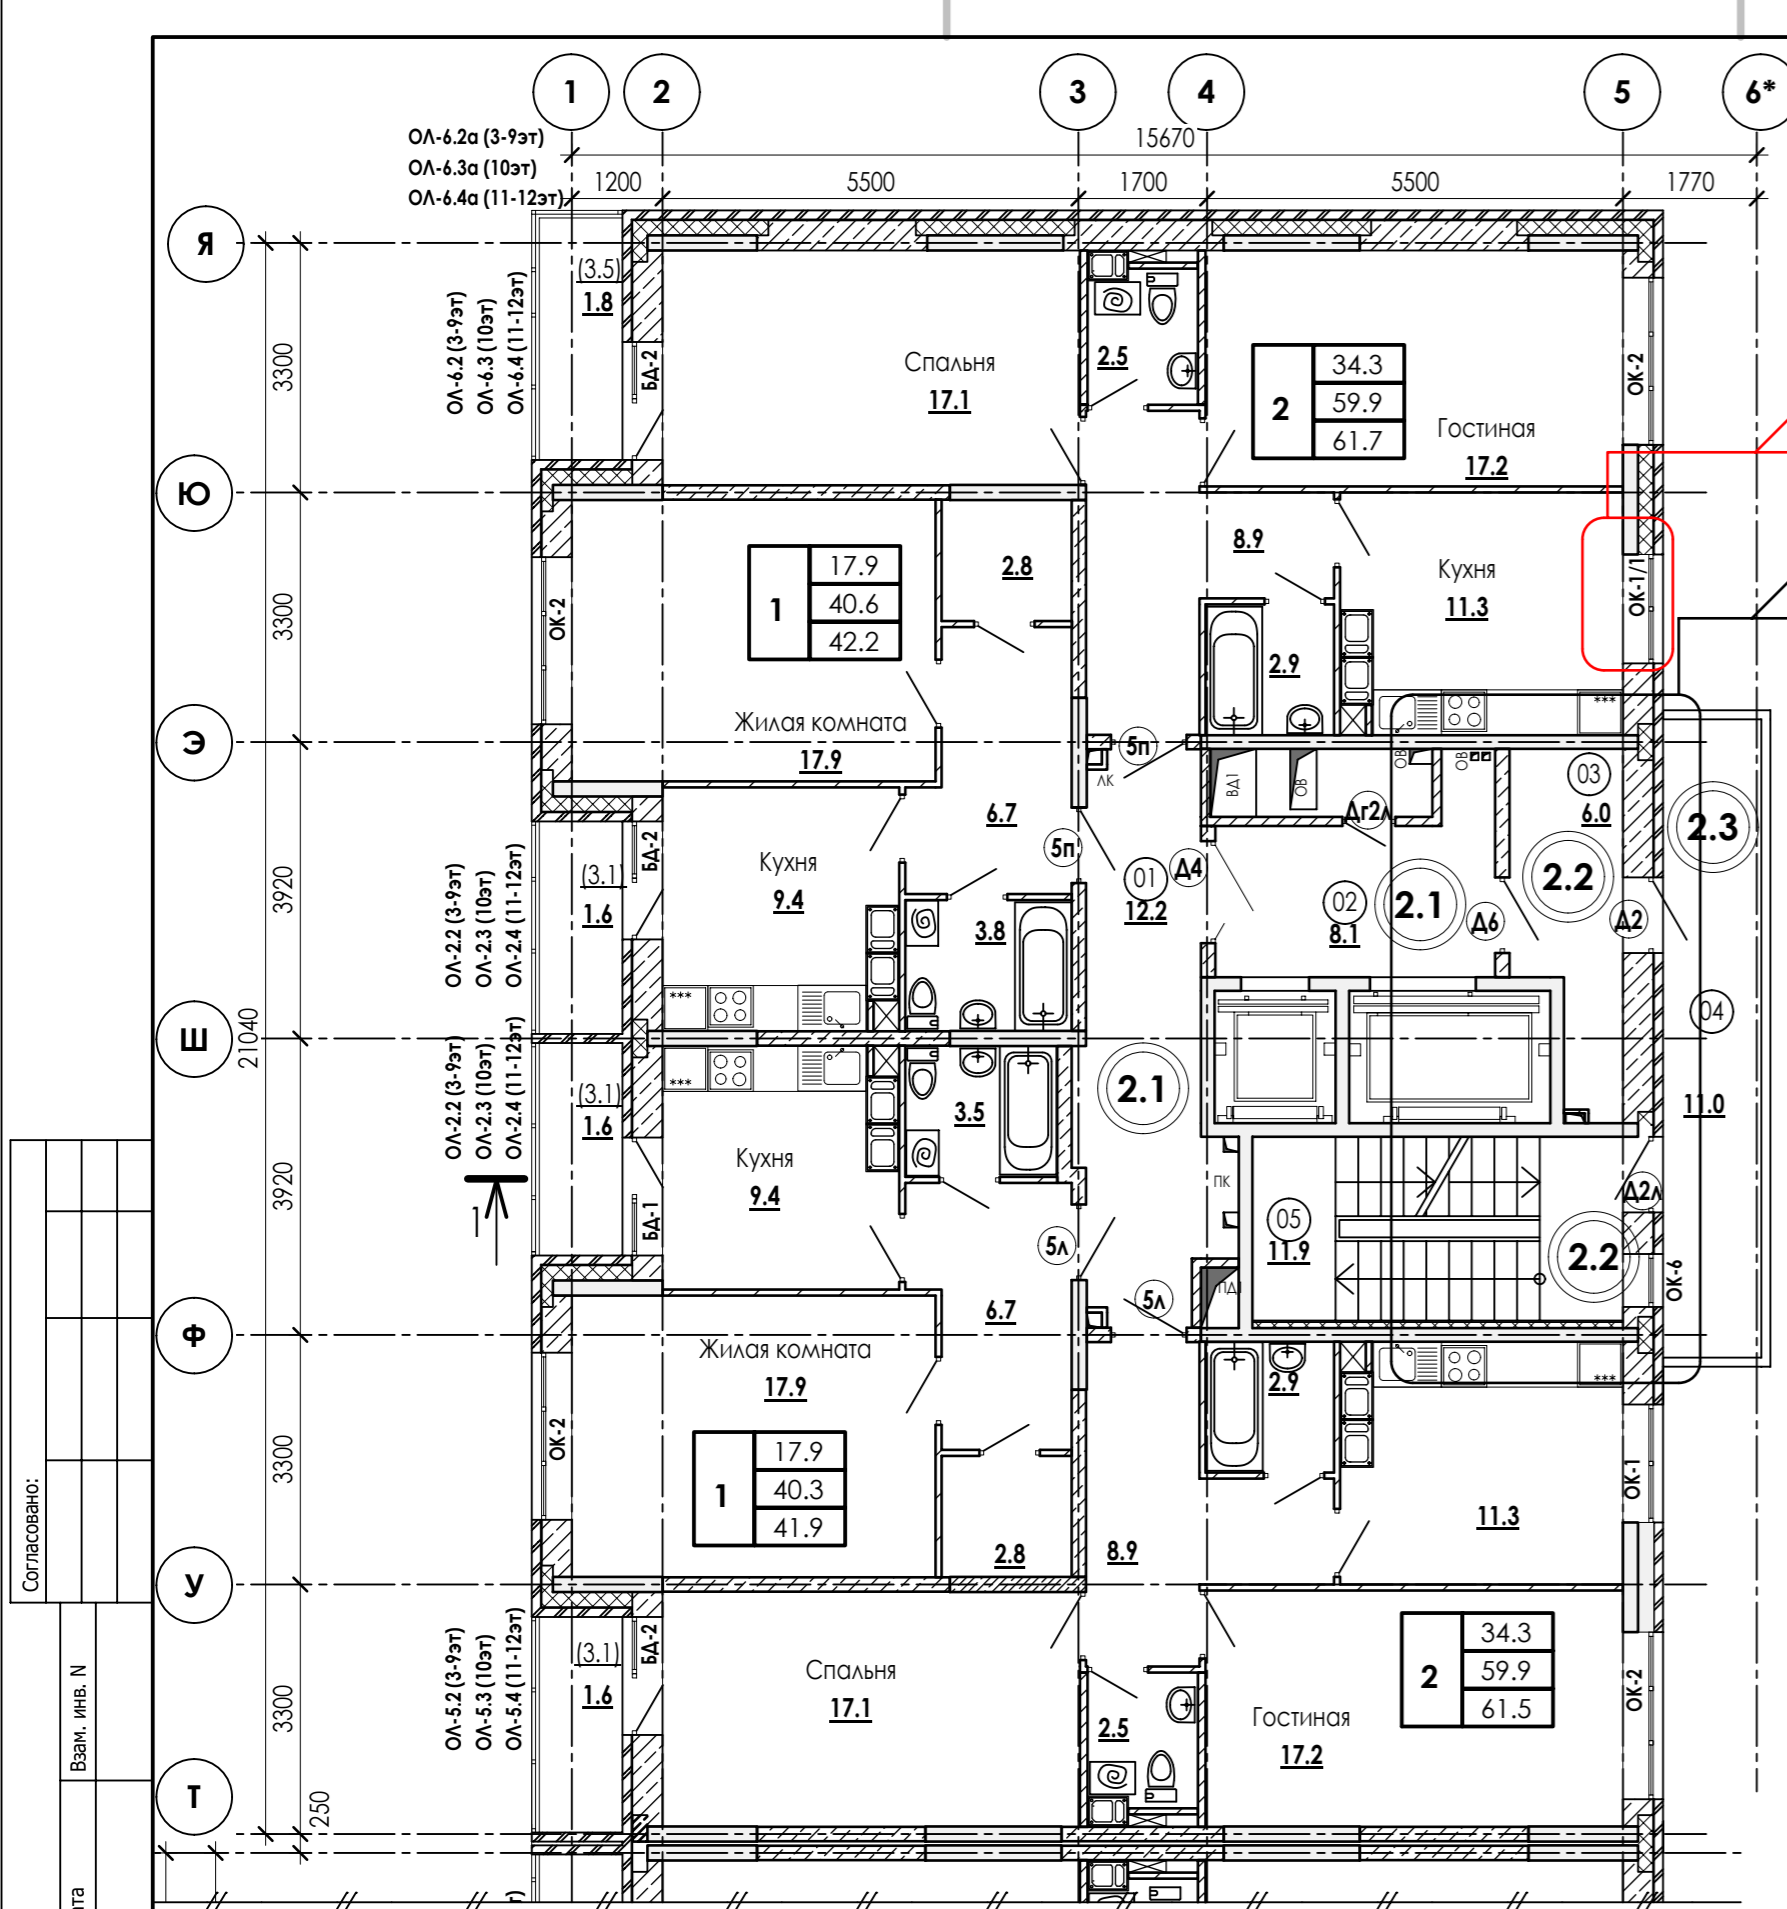 1 2 3 4 5 6*
ОЛ-6.2а (3-9эт)
ОЛ-6.3а (10эт)
ОЛ-6.4а (11-12эт)
15670
1200 5500 1700 5500 1770
Я
Ю
Э
Ш
Ф
У
Т
3300
3300
3920
3920
3300
3300
21040
250
ОЛ-6.2 (3-9эт)
ОЛ-6.3 (10эт)
ОЛ-6.4 (11-12эт)
(3.5)
1.8
БД-2
Спальня
17.1
2.5
2
34.3
59.9
61.7
Гостиная
17.2
ОК-2
1
17.9
40.6
42.2
2.8
8.9
Кухня
11.3
ОК-1/1
ОК-2
2.9
Жилая комната
17.9
5п
ЛК
ВД1
ОВ
ОВ
ОВ
Дг2л
03
6.0
2.3
6.7
5п
Кухня
9.4
ОЛ-2.2 (3-9эт)
ОЛ-2.3 (10эт)
ОЛ-2.4 (11-12эт)
(3.1)
1.6
БД-2
3.8
01
12.2
Д4
02
8.1
2.1
Д6
2.2
Д2
04
11.0
***
***
ОЛ-2.2 (3-9эт)
ОЛ-2.3 (10эт)
ОЛ-2.4 (11-12эт)
(3.1)
1.6
БД-1
1
***
3.5
2.1
Кухня
9.4
ПК
05
11.9
Д2л
2.2
ОК-6
5л
5л
ПД1
6.7
Жилая комната
17.9
2.9
***
ОК-2
1
17.9
40.3
41.9
2.8
8.9
11.3
ОК-1
ОЛ-5.2 (3-9эт)
ОЛ-5.3 (10эт)
ОЛ-5.4 (11-12эт)
(3.1)
1.6
БД-2
Спальня
17.1
2.5
Гостиная
17.2
2
34.3
59.9
61.5
ОК-2
Согласовано:
Взам. инв. N